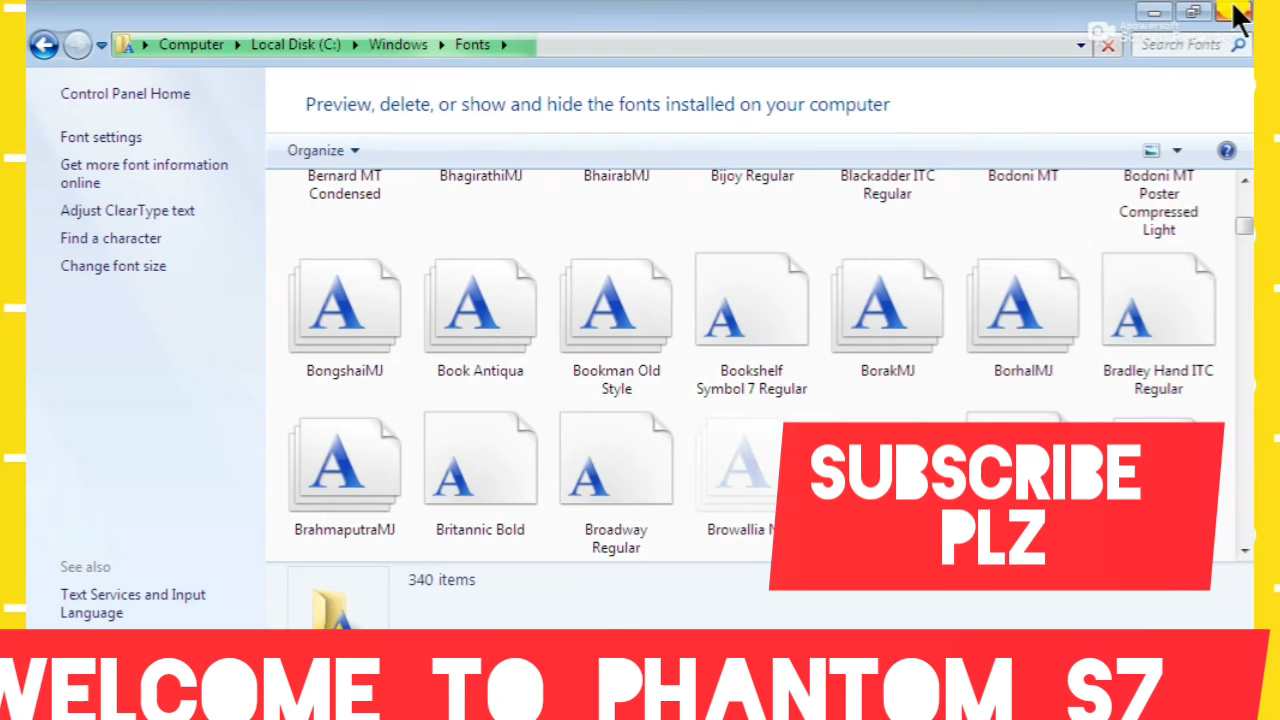 Computer Local Disk (C:) Windows Fonts
Search Fonts
Control Panel Home
Preview, delete, or show and hide the fonts installed on your computer
Font settings
Get more font information
online
Adjust ClearType text
Find a character
Change font size
Organize
Bernard MT
Condensed
BhagirathiMJ
BhairabMJ
Bijoy Regular
Blackadder ITC
Regular
Bodoni MT
Bodoni MT
Poster
Compressed
Light
BongshaiMJ
Book Antiqua
Bookman Old
Style
Bookshelf
Symbol 7 Regular
BorakMJ
BorhalMJ
Bradley Hand ITC
Regular
BrahmaputraMJ
Britannic Bold
Broadway
Regular
Browallia
SUBSCRIBE
PLZ
340 items
See also
Text Services and Input
Language
WELCOME TO PHANTOM S7